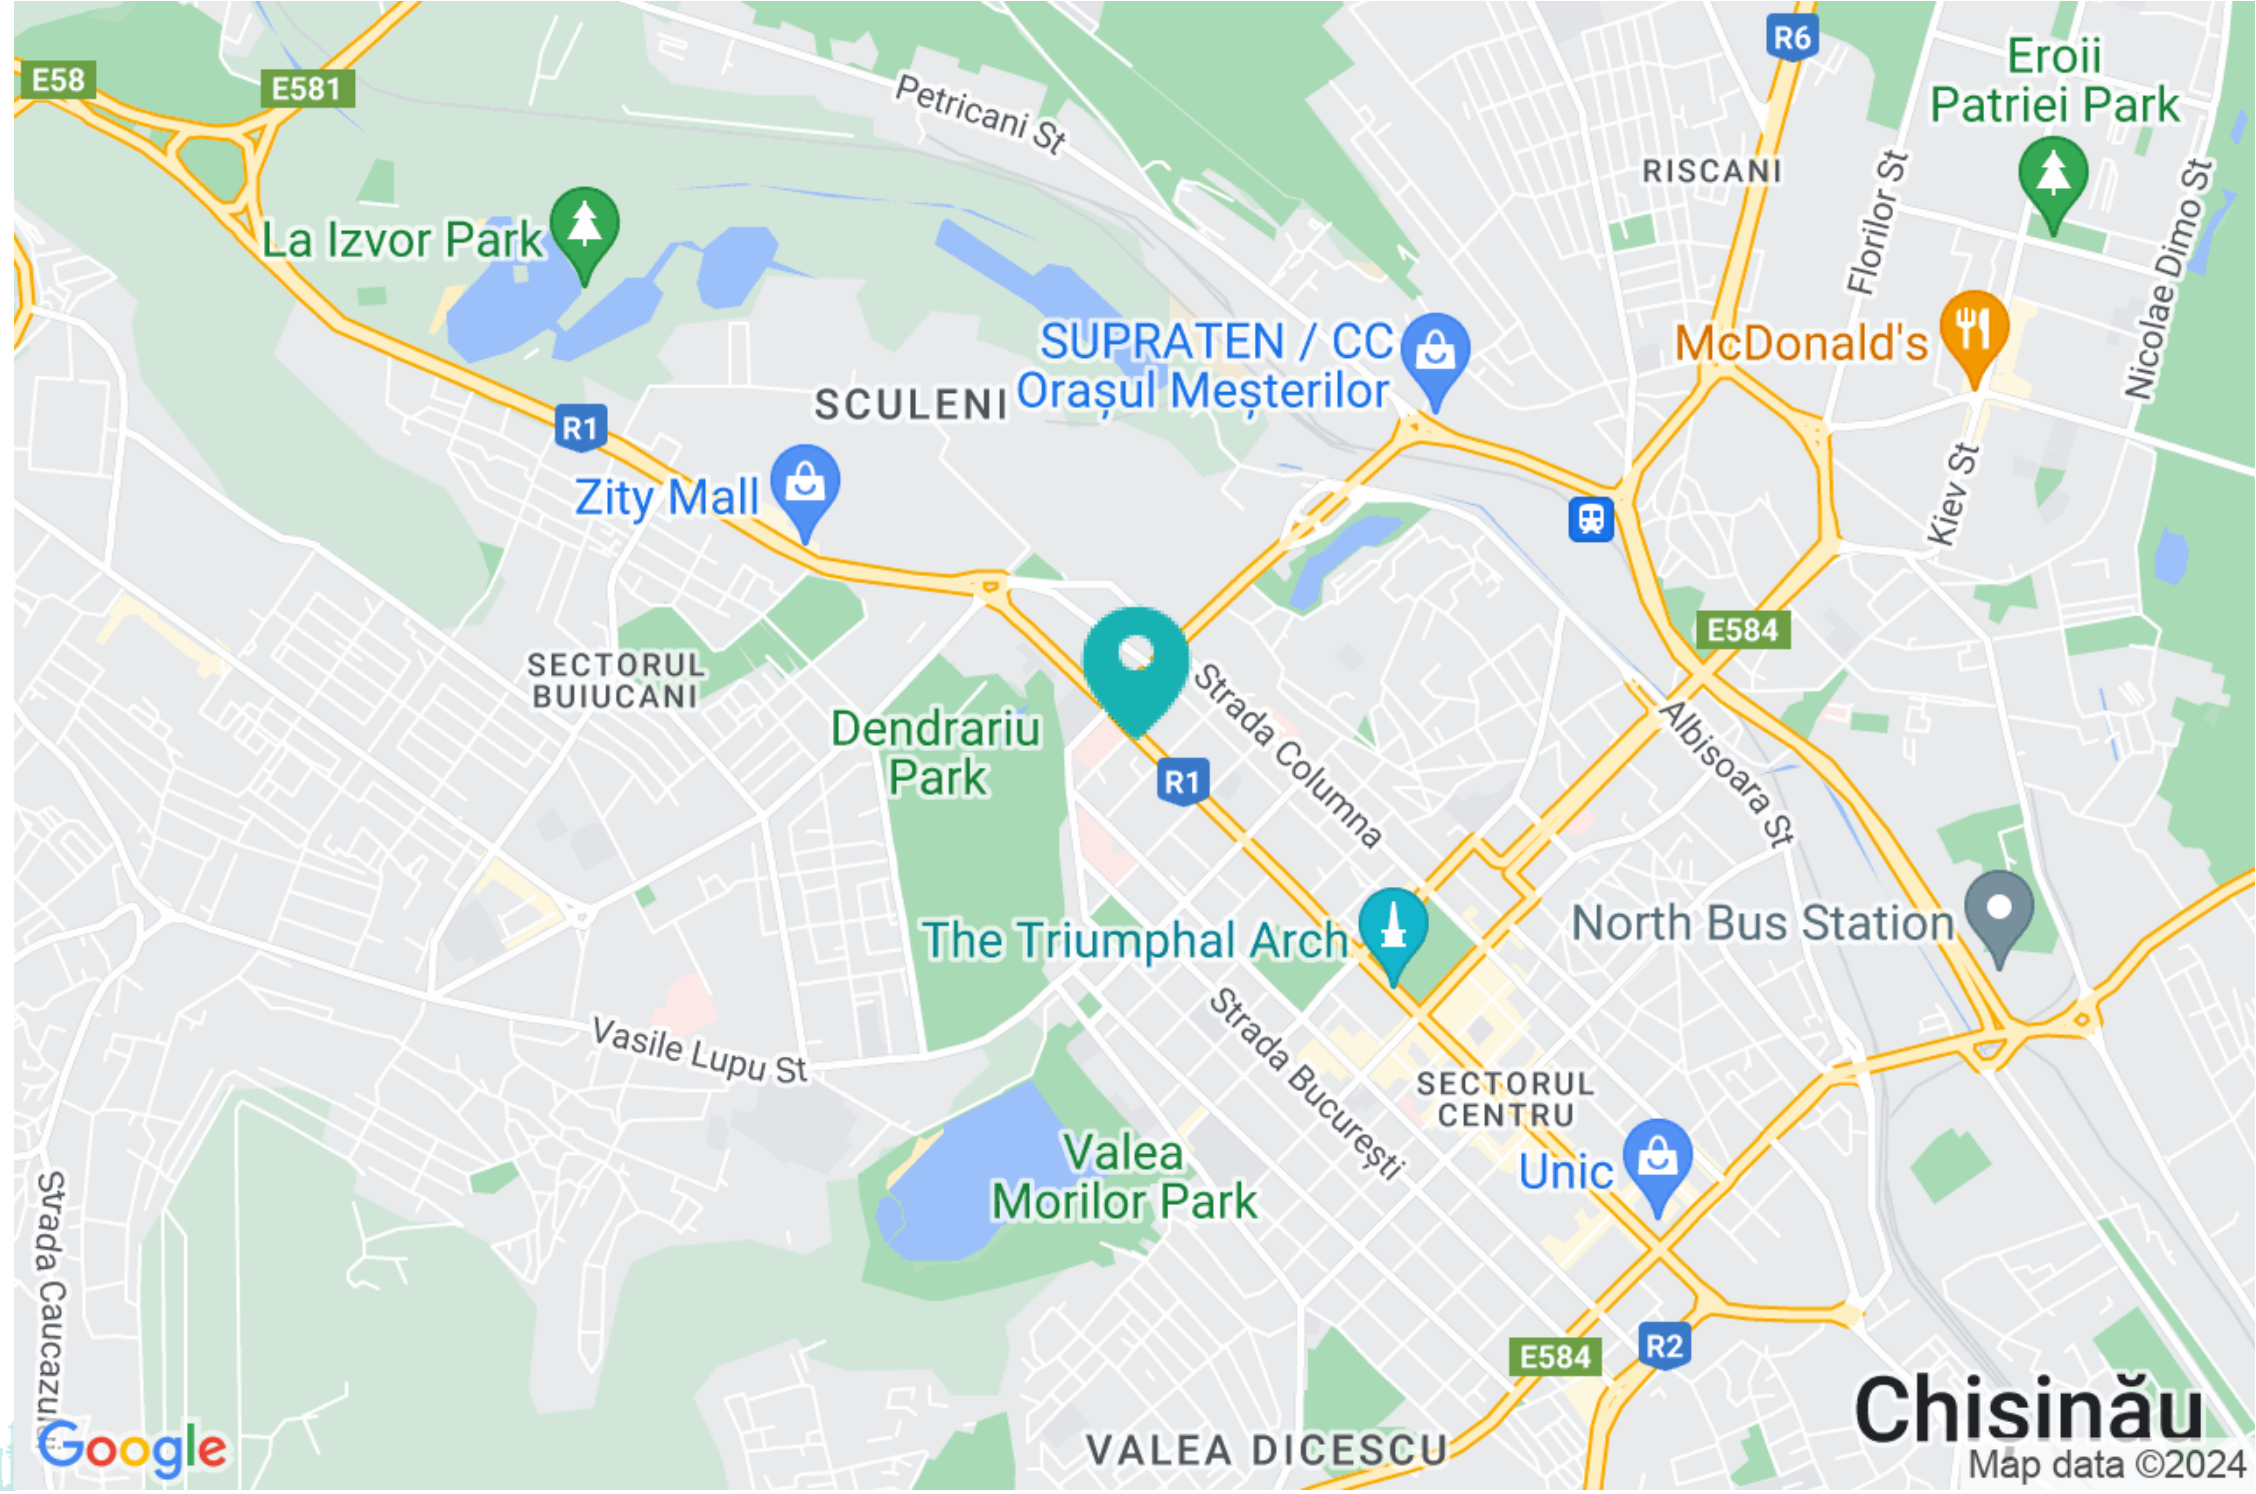 R6
Eroii
Patriei Park
E58
E581
Petricani St
RISCANI
Florilor St
Nicolae Dimo St
La Izvor Park
SUPRATEN / CC
Orașul Meșterilor
McDonald's
SCULENI
R1
Zity Mall
Kiev St
E584
SECTORUL
BUIUCANI
Strada Columna
Dendrariu
Park
Albisoara St
R1
The Triumphal Arch
North Bus Station
Vasile Lupu St
Strada București
SECTORUL
CENTRU
Valea
Morilor Park
Unic
Strada Caucazului
E584
R2
Chisinău
VALEA DICESCU
Google
Map data ©2024